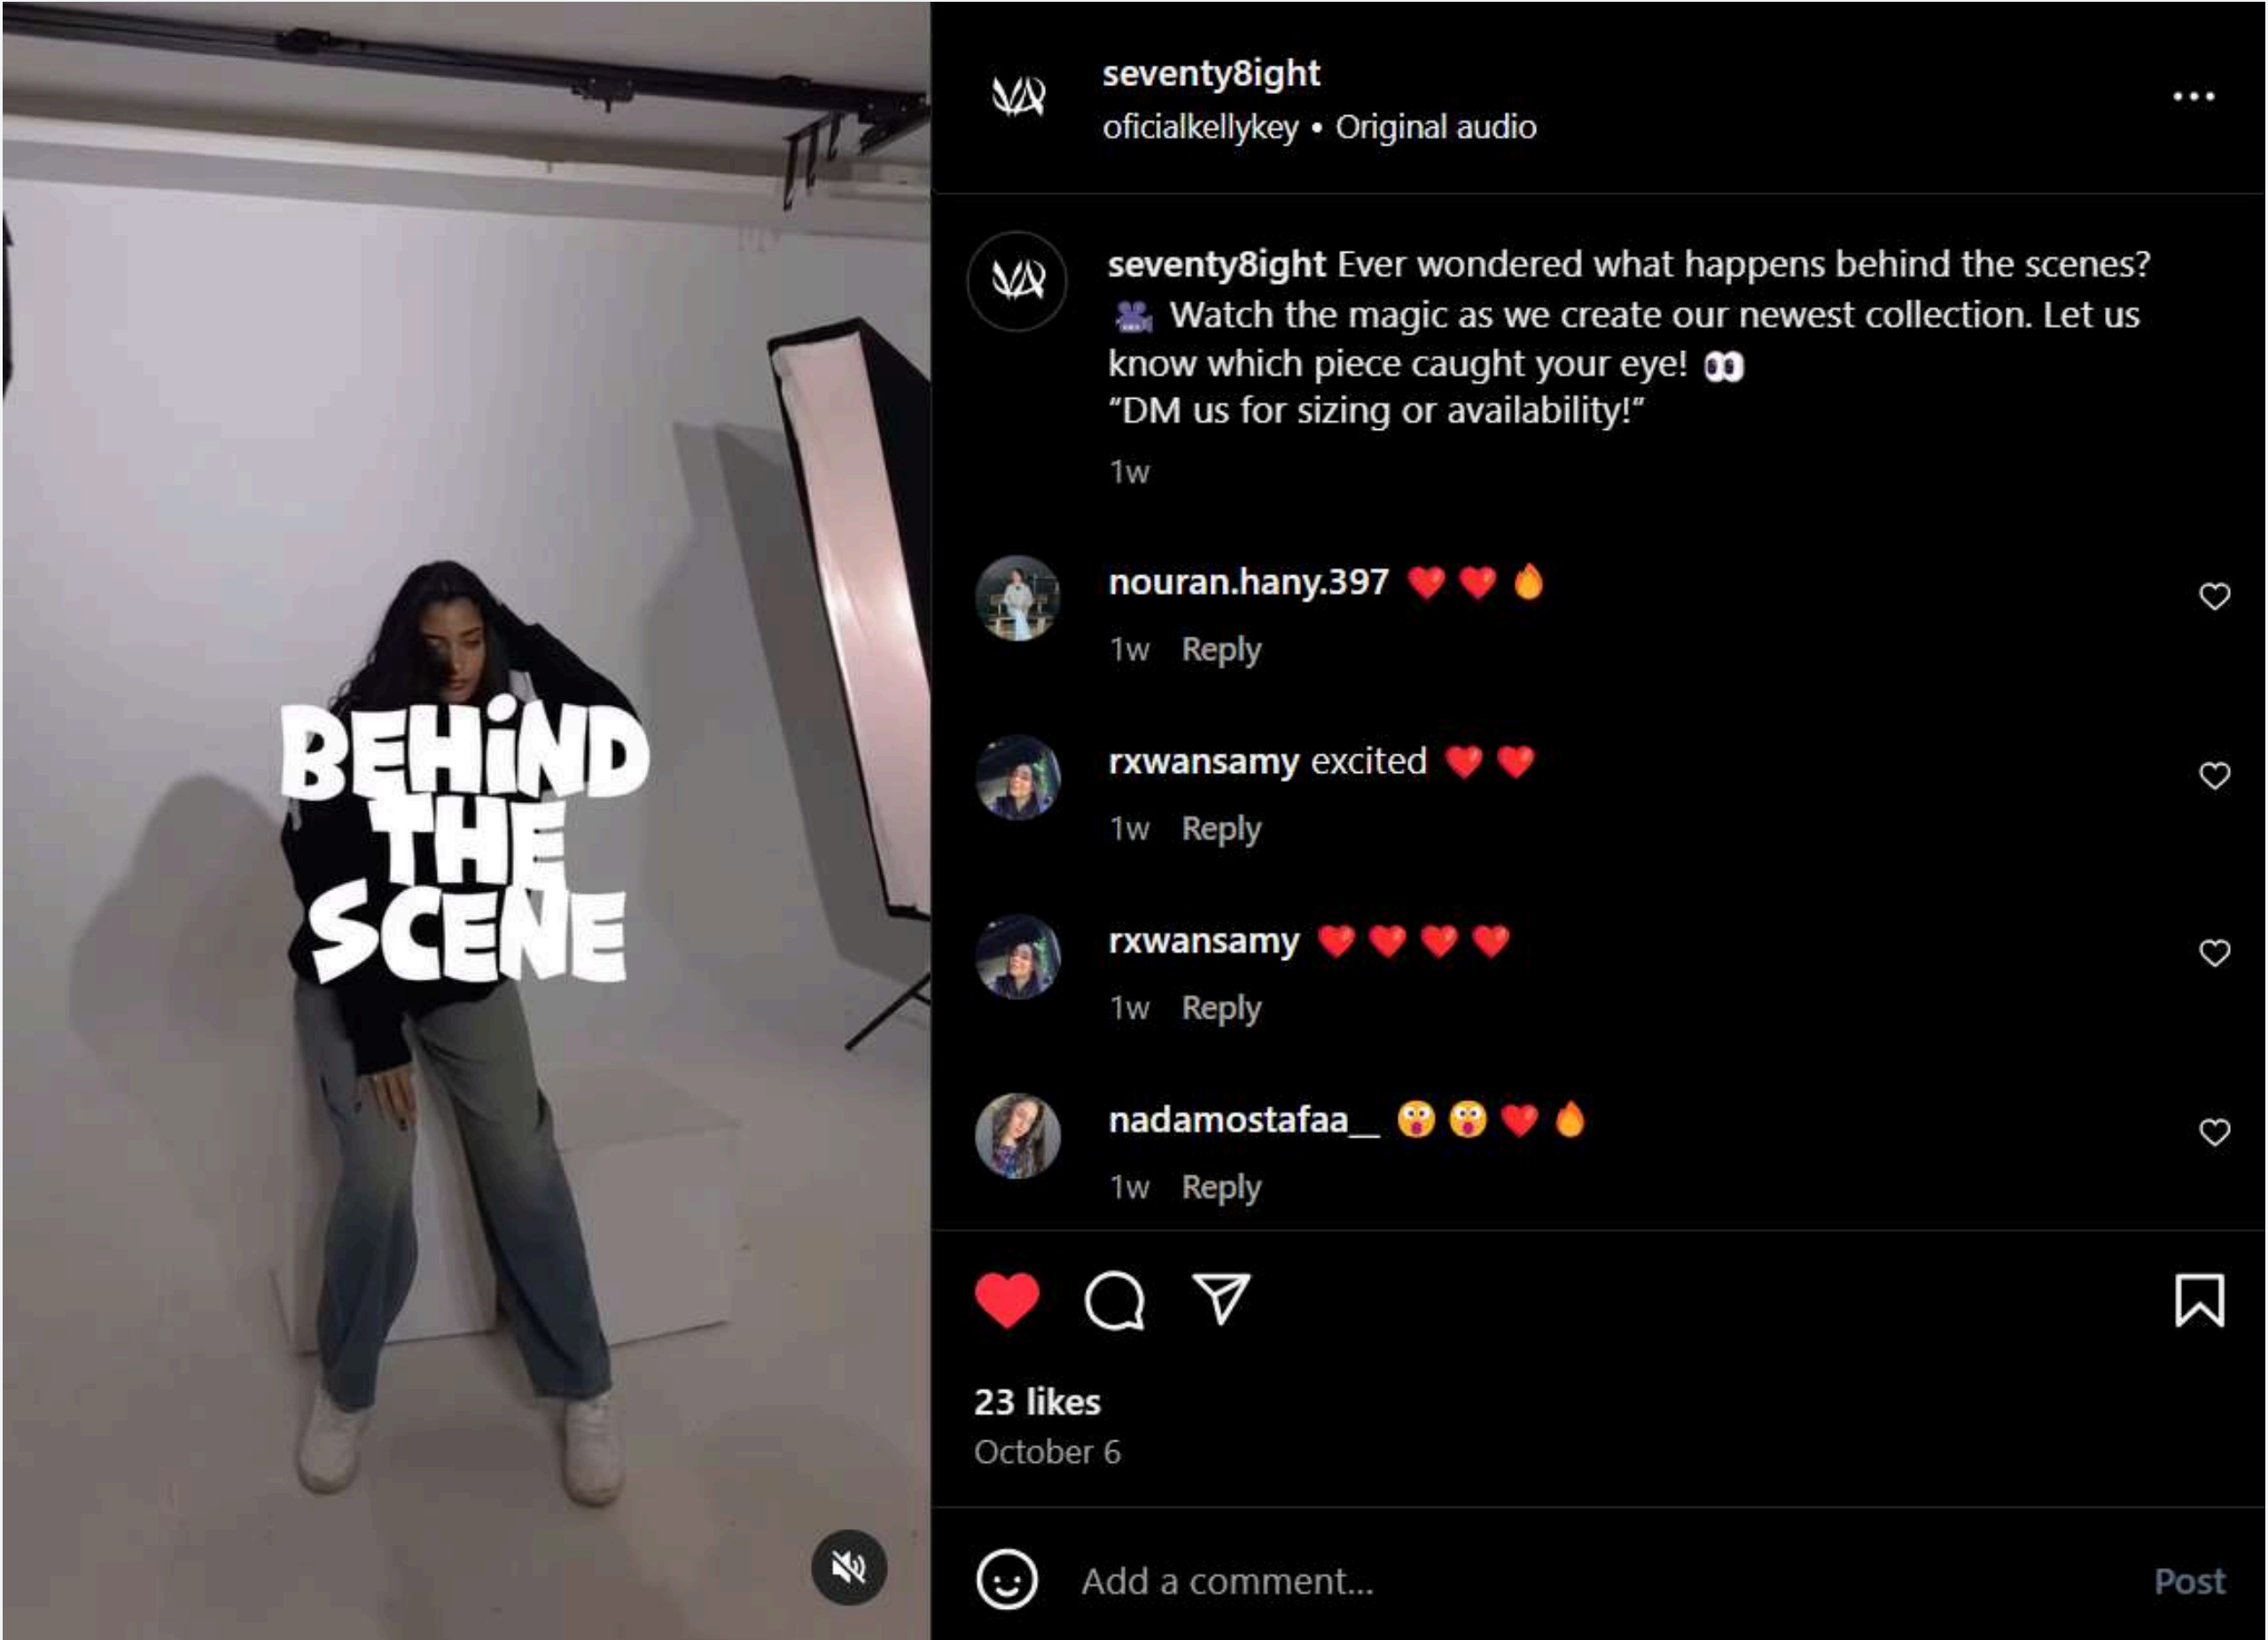 BEHiND
THE
SCENE
seventy8ight
oficialkellykey • Original audio
seventy8ight Ever wondered what happens behind the scenes?
🎥 Watch the magic as we create our newest collection. Let us
know which piece caught your eye! 👀
“DM us for sizing or availability!”
1w
nouran.hany.397 ❤️❤️🔥
1w Reply
rxwansamy excited ❤️❤️
1w Reply
rxwansamy ❤️❤️❤️❤️
1w Reply
nadamostafaa__ 😲😲❤️🔥
1w Reply
23 likes
October 6
Add a comment...
Post